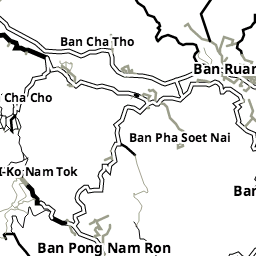 Ban Cha Tho
Ban Ruan
Cha Cho
Ban Pha Soet Nai
I-Ko Nam Tok
Ban
Ban Pong Nam Ron